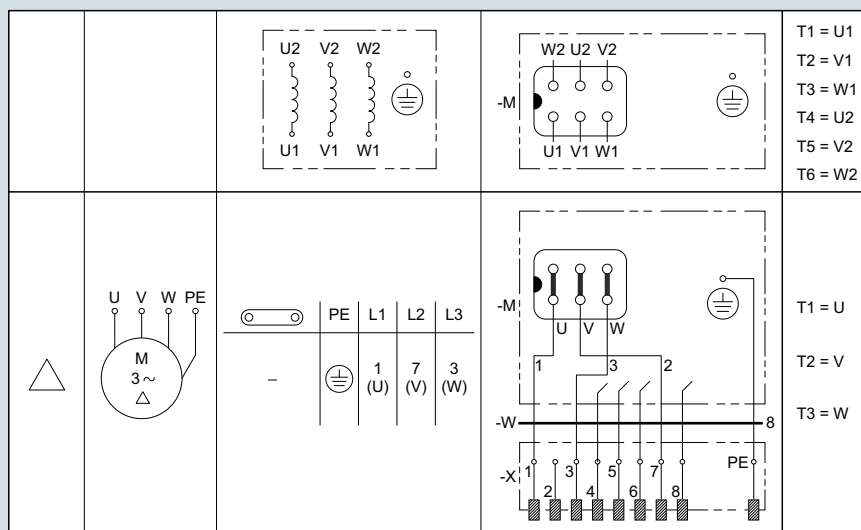 U2 V2 W2
U1 V1 W1
W2 U2 V2
-M
U1 V1 W1
T1 = U1
T2 = V1
T3 = W1
T4 = U2
T5 = V2
T6 = W2
U V W PE
M
3 ~
PE L1 L2 L3
– 1 7 3
(U) (V) (W)
-M
U V W
1 3 2
-W 8
-X 1 3 5 7 PE
2 4 6 8
T1 = U
T2 = V
T3 = W